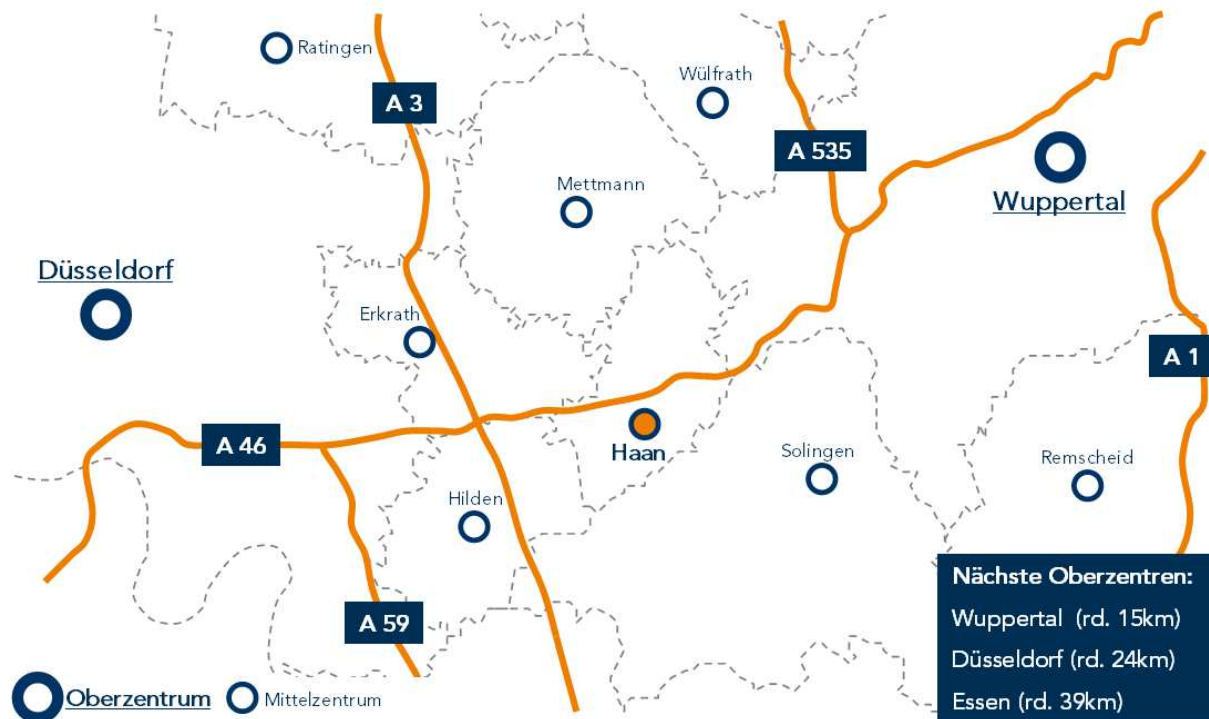 Ratingen
A 3
Wülfrath
A 535
Mettmann
Wuppertal
Düsseldorf
Erkrath
A 1
A 46
Haan
Solingen
Remscheid
Hilden
A 59
Nächste Oberzentren:
Wuppertal (rd. 15km)
Düsseldorf (rd. 24km)
Essen (rd. 39km)
Oberzentrum
Mittelzentrum